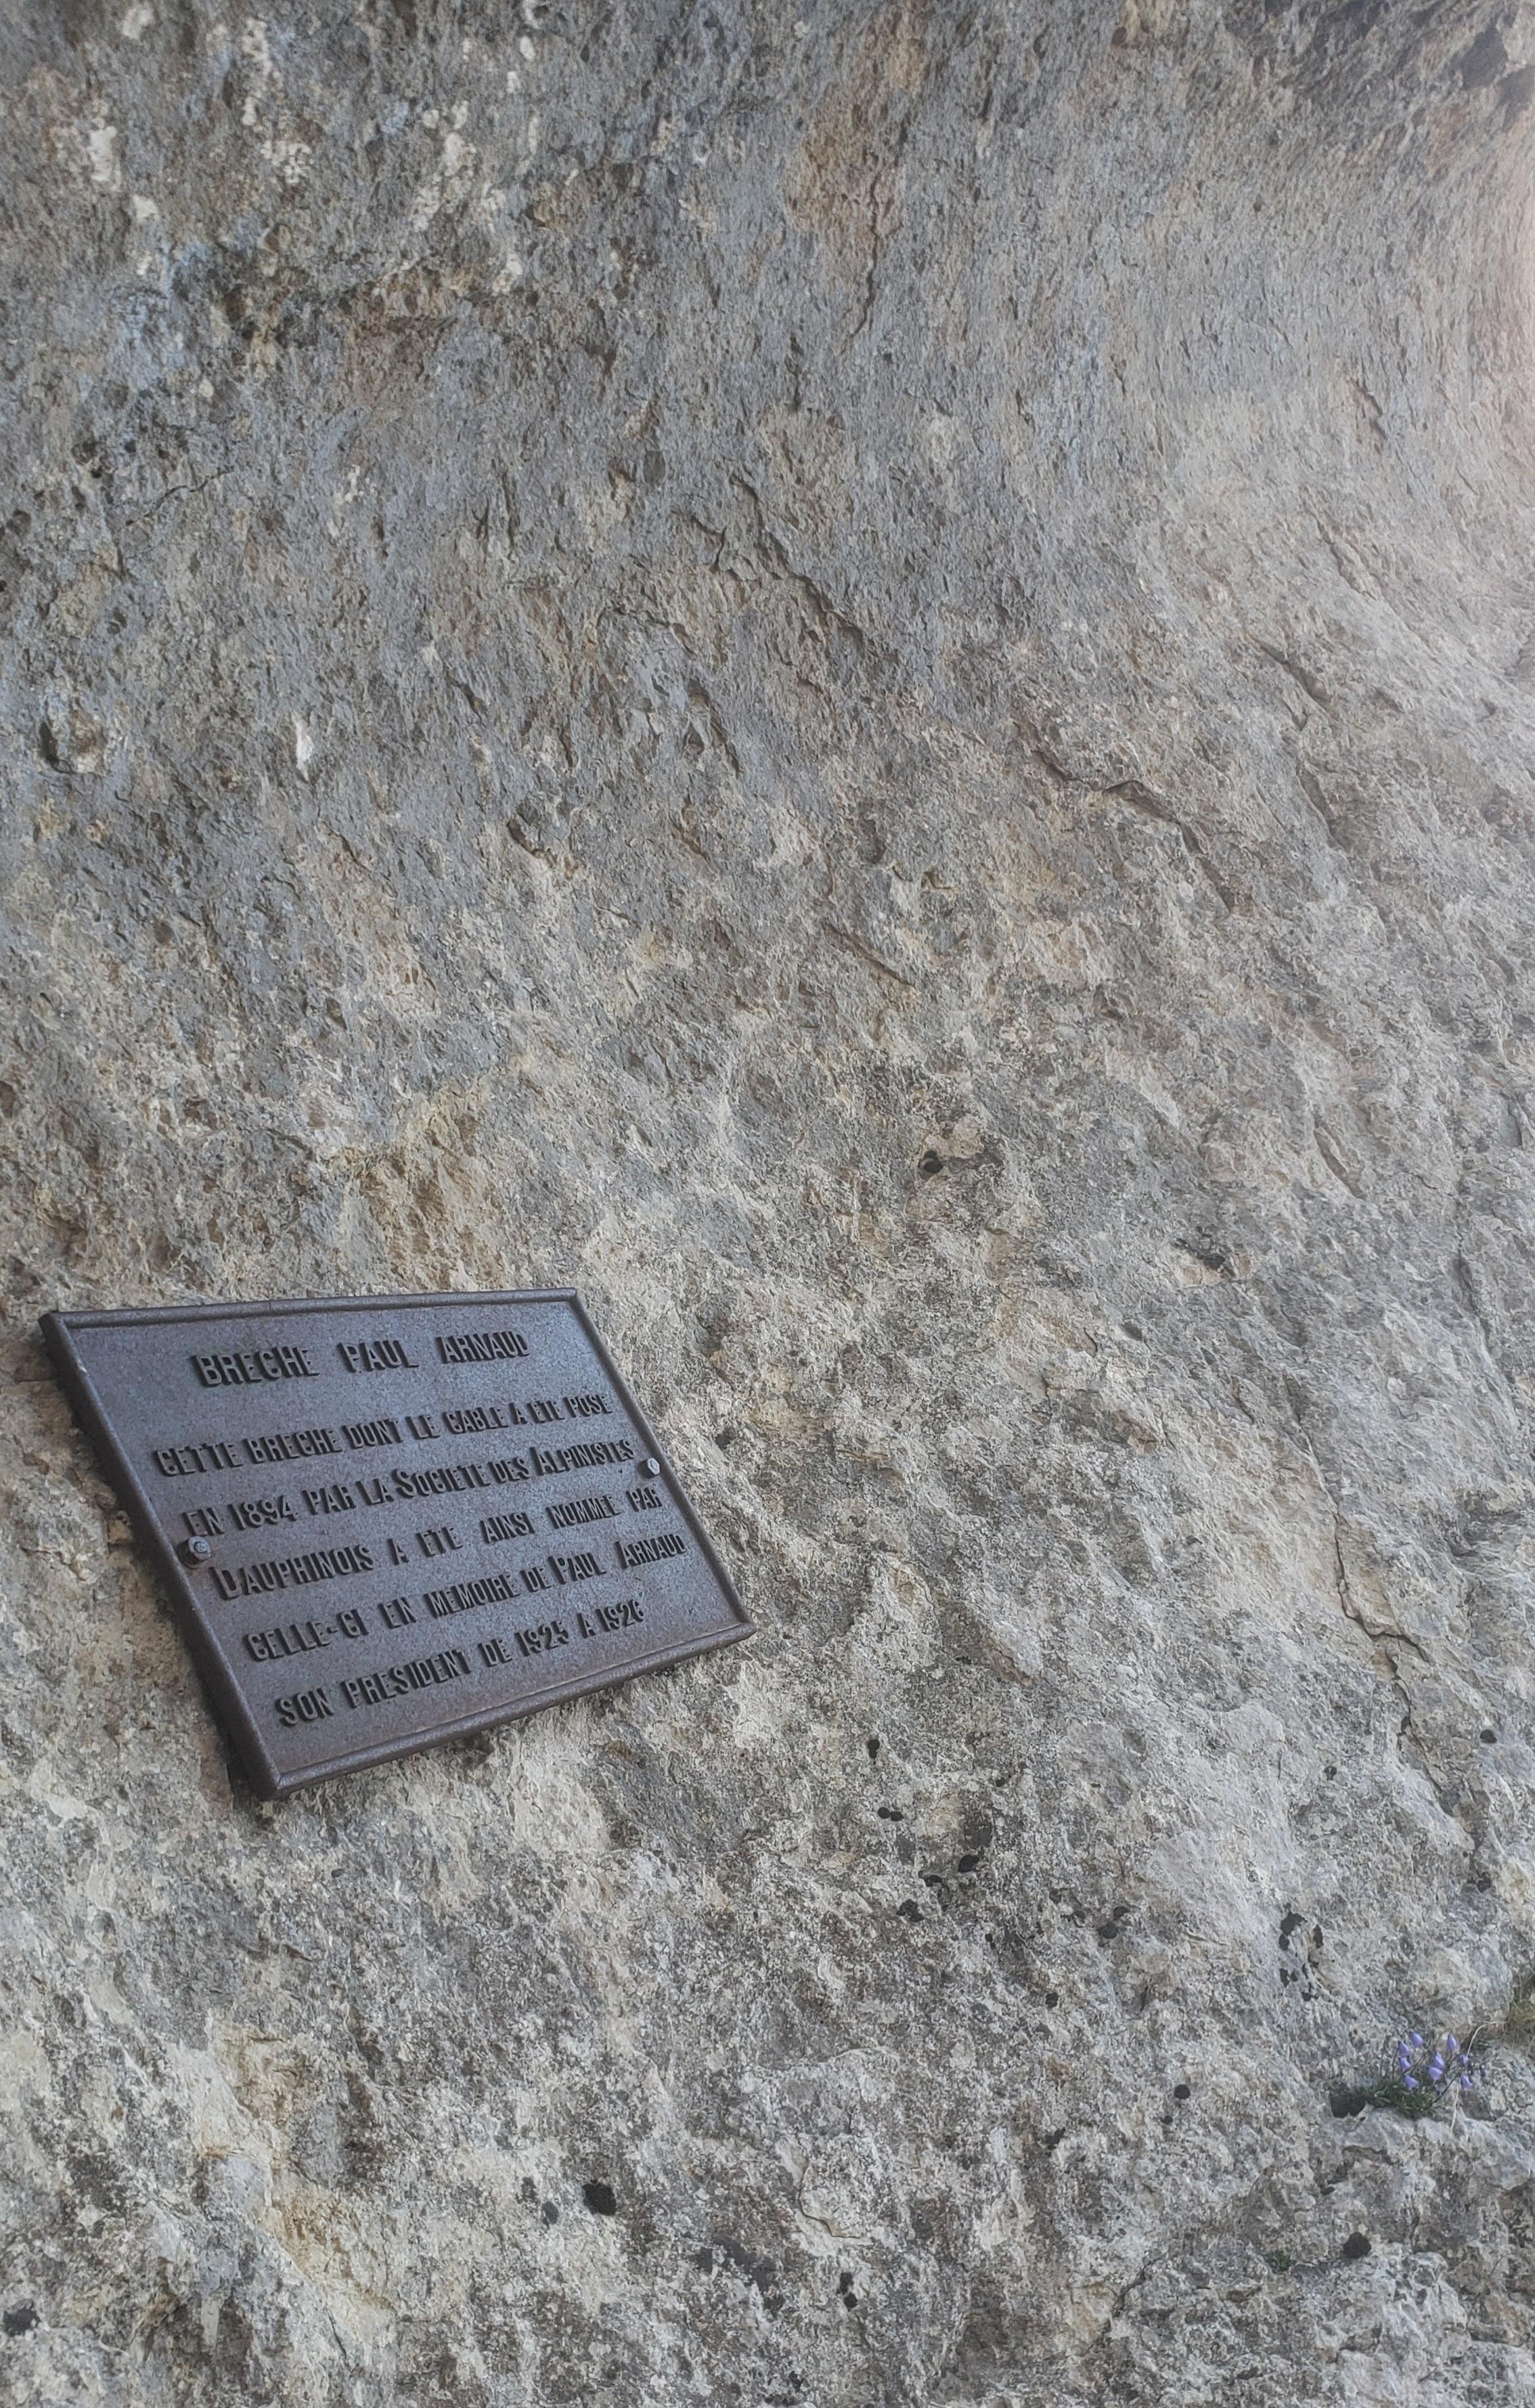 BRECHE PAUL ARNAUD
CETTE BRECHE DONT LE CABLE A ETE POSE
EN 1894 PAR LA SOCIETE DES ALPINISTES
DAUPHINOIS A ETE AINSI NOMMEE PAR
CELLE-CI EN MEMOIRE DE PAUL ARNAUD
SON PRESIDENT DE 1925 A 1926